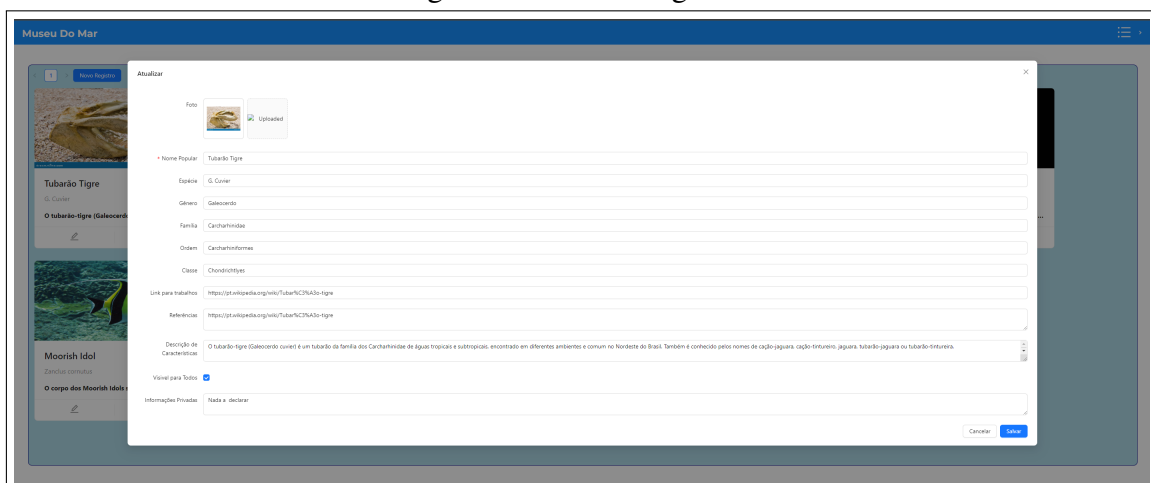 Museu Do Mar
1
Novo Registro
Atualizar
Foto
Uploaded
* Nome Popular
Tubarão Tigre
Espécie
G. Cuvier
Gênero
Galeocerdo
Família
Carcharhinidae
Ordem
Carcharhiniformes
Classe
Chondrichtyes
Link para trabalhos
https://pt.wikipedia.org/wiki/Tubar%C3%A3o-tigre
Referências
https://pt.wikipedia.org/wiki/Tubar%C3%A3o-tigre
Descrição de
Características
O tubarão-tigre (Galeocerdo cuvier) é um tubarão da família dos Carcharhinidae de águas tropicais e subtropicais, encontrado em diferentes ambientes e comum no Nordeste do Brasil. Também é conhecido pelos nomes de cação-jaguara, cação-tintureiro, jaguara, tubarão-jaguara ou tubarão-tintureira.
Visível para Todos
Informações Privadas
Nada a declarar
Cancelar
Salvar
Tubarão Tigre
G. Cuvier
O tubarão-tigre (Galeocerdo
Moorish Idol
Zanclus cornutus
O corpo dos Moorish Idols s
...